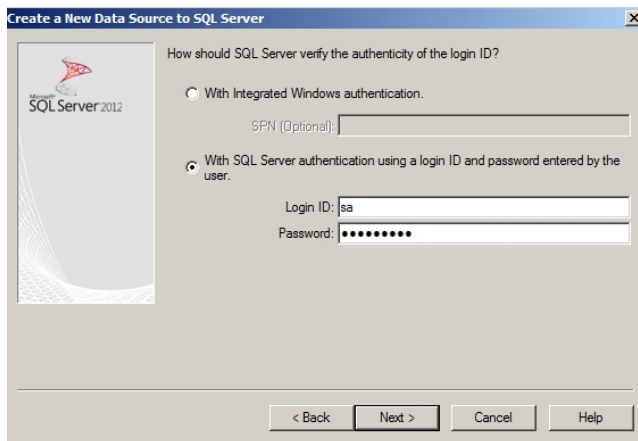 Create a New Data Source to SQL Server
Microsoft
SQL Server 2012
How should SQL Server verify the authenticity of the login ID?
With Integrated Windows authentication.
SPN (Optional):
With SQL Server authentication using a login ID and password entered by the
user.
Login ID: sa
Password: •••••••••
< Back Next > Cancel Help